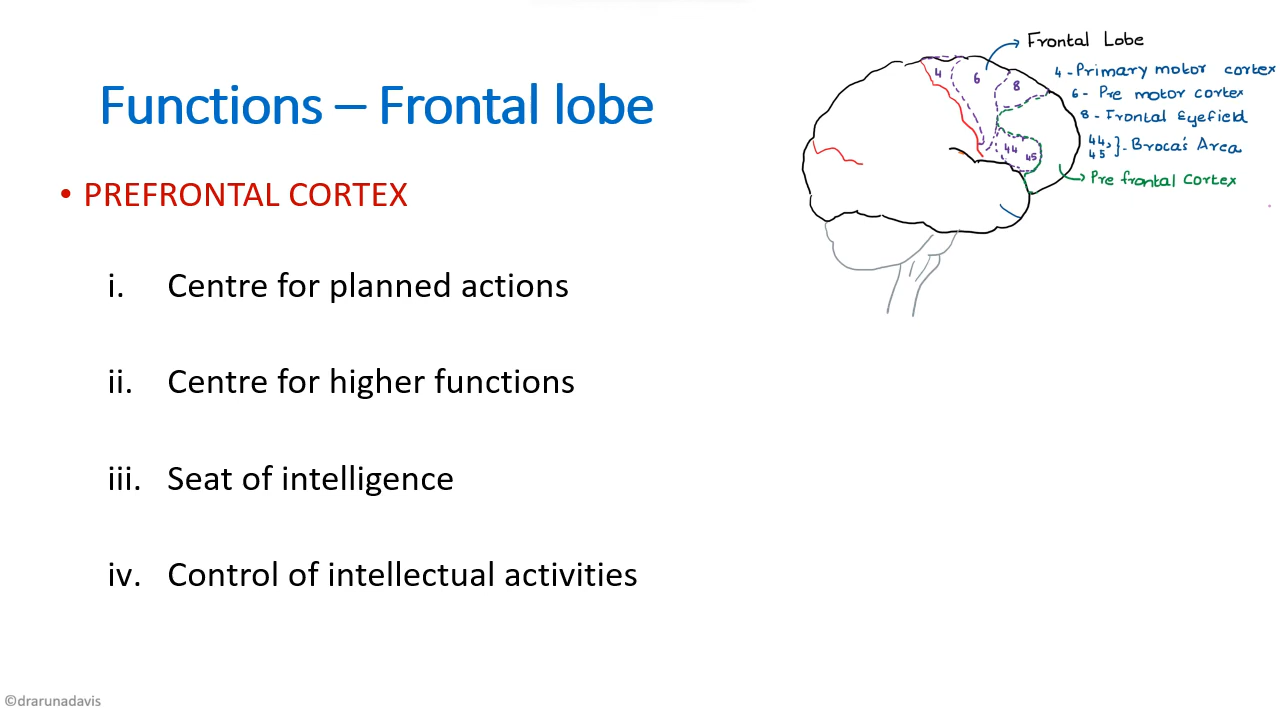 Functions – Frontal lobe
• PREFRONTAL CORTEX
i. Centre for planned actions
ii. Centre for higher functions
iii. Seat of intelligence
iv. Control of intellectual activities
Frontal Lobe
4 - Primary motor cortex
6 - Pre motor cortex
8 - Frontal Eyefield
44,
45 } - Broca's Area
Pre frontal Cortex
4
6
8
44
45
©drarunadavis